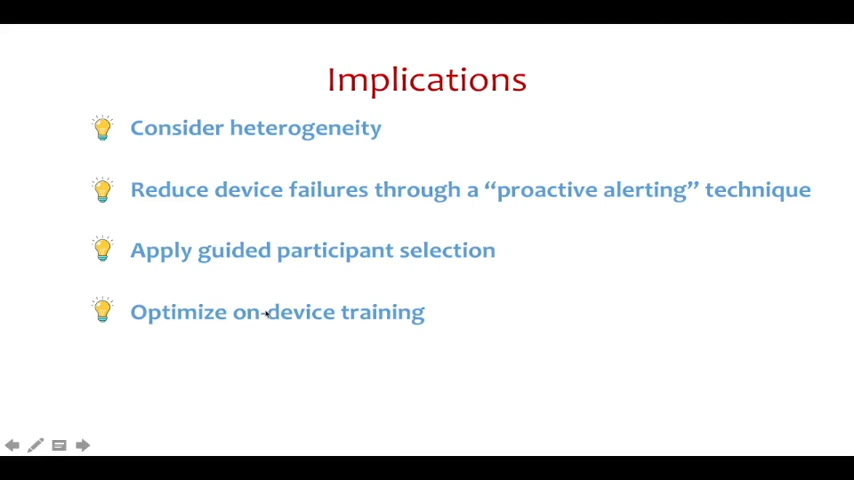 Implications
Consider heterogeneity
Reduce device failures through a “proactive alerting” technique
Apply guided participant selection
Optimize on-device training